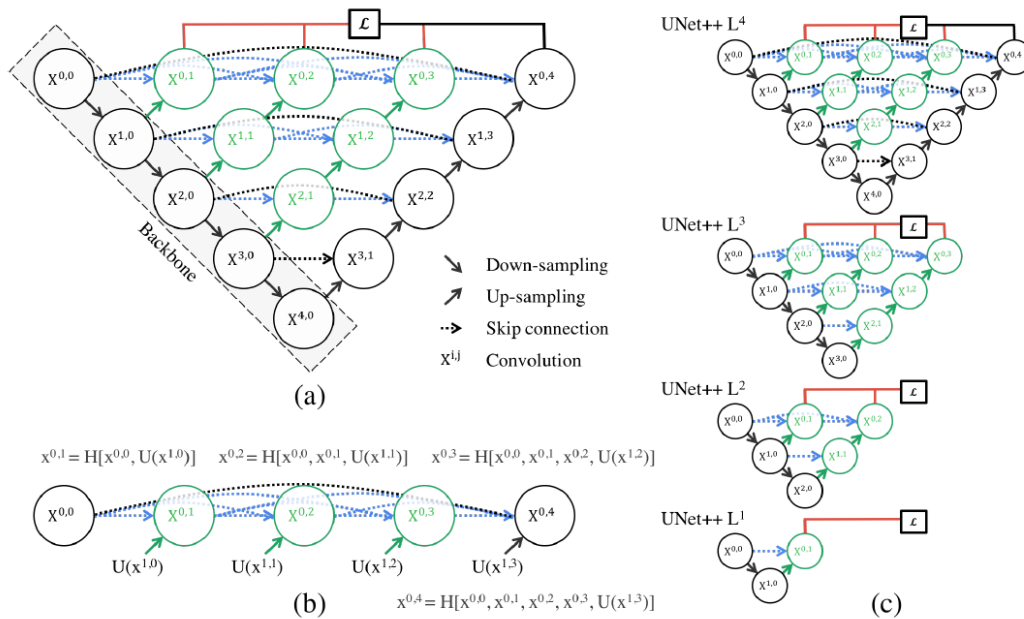 ℒ
X⁰,⁰ X⁰,¹ X⁰,² X⁰,³ X⁰,⁴
X¹,⁰ X¹,¹ X¹,² X¹,³
X²,⁰ X²,¹ X²,²
X³,⁰ X³,¹
X⁴,⁰
Backbone
Down-sampling
Up-sampling
Skip connection
Xⁱ,ʲ Convolution
(a)
x⁰,¹ = H[x⁰,⁰, U(x¹,⁰)] x⁰,² = H[x⁰,⁰, x⁰,¹, U(x¹,¹)] x⁰,³ = H[x⁰,⁰, x⁰,¹, x⁰,², U(x¹,²)]
X⁰,⁰ X⁰,¹ X⁰,² X⁰,³ X⁰,⁴
U(x¹,⁰) U(x¹,¹) U(x¹,²) U(x¹,³)
(b)
x⁰,⁴ = H[x⁰,⁰, x⁰,¹, x⁰,², x⁰,³, U(x¹,³)]
UNet++ L⁴
ℒ
X⁰,⁰ X⁰,¹ X⁰,² X⁰,³ X⁰,⁴
X¹,⁰ X¹,¹ X¹,² X¹,³
X²,⁰ X²,¹ X²,²
X³,⁰ X³,¹
X⁴,⁰
UNet++ L³
ℒ
X⁰,⁰ X⁰,¹ X⁰,² X⁰,³
X¹,⁰ X¹,¹ X¹,²
X²,⁰ X²,¹
X³,⁰
UNet++ L²
ℒ
X⁰,⁰ X⁰,¹ X⁰,²
X¹,⁰ X¹,¹
X²,⁰
UNet++ L¹
ℒ
X⁰,⁰ X⁰,¹
X¹,⁰
(c)